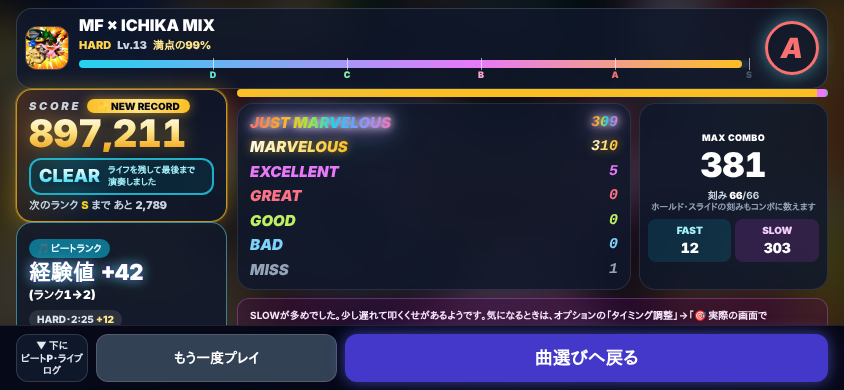 MF × ICHIKA MIX
HARD Lv.13 満点の99%
D C B A S
A
SCORE NEW RECORD
897,211
CLEAR ライフを残して最後まで
演奏しました
次のランク S まで あと 2,789
JUST MARVELOUS 309
MARVELOUS 310
EXCELLENT 5
GREAT 0
GOOD 0
BAD 0
MISS 1
MAX COMBO
381
刻み 66/66
ホールド・スライドの刻みもコンボに数えます
FAST
12
SLOW
303
🎵 ビートランク
経験値 +42
(ランク1→2)
HARD・2:25 +12
SLOWが多めでした。少し遅れて叩くくせがあるようです。気になるときは、オプションの「タイミング調整」→「🎯 実際の画面で
▼ 下に
ビートP・ライブ
ログ
もう一度プレイ
曲選びへ戻る